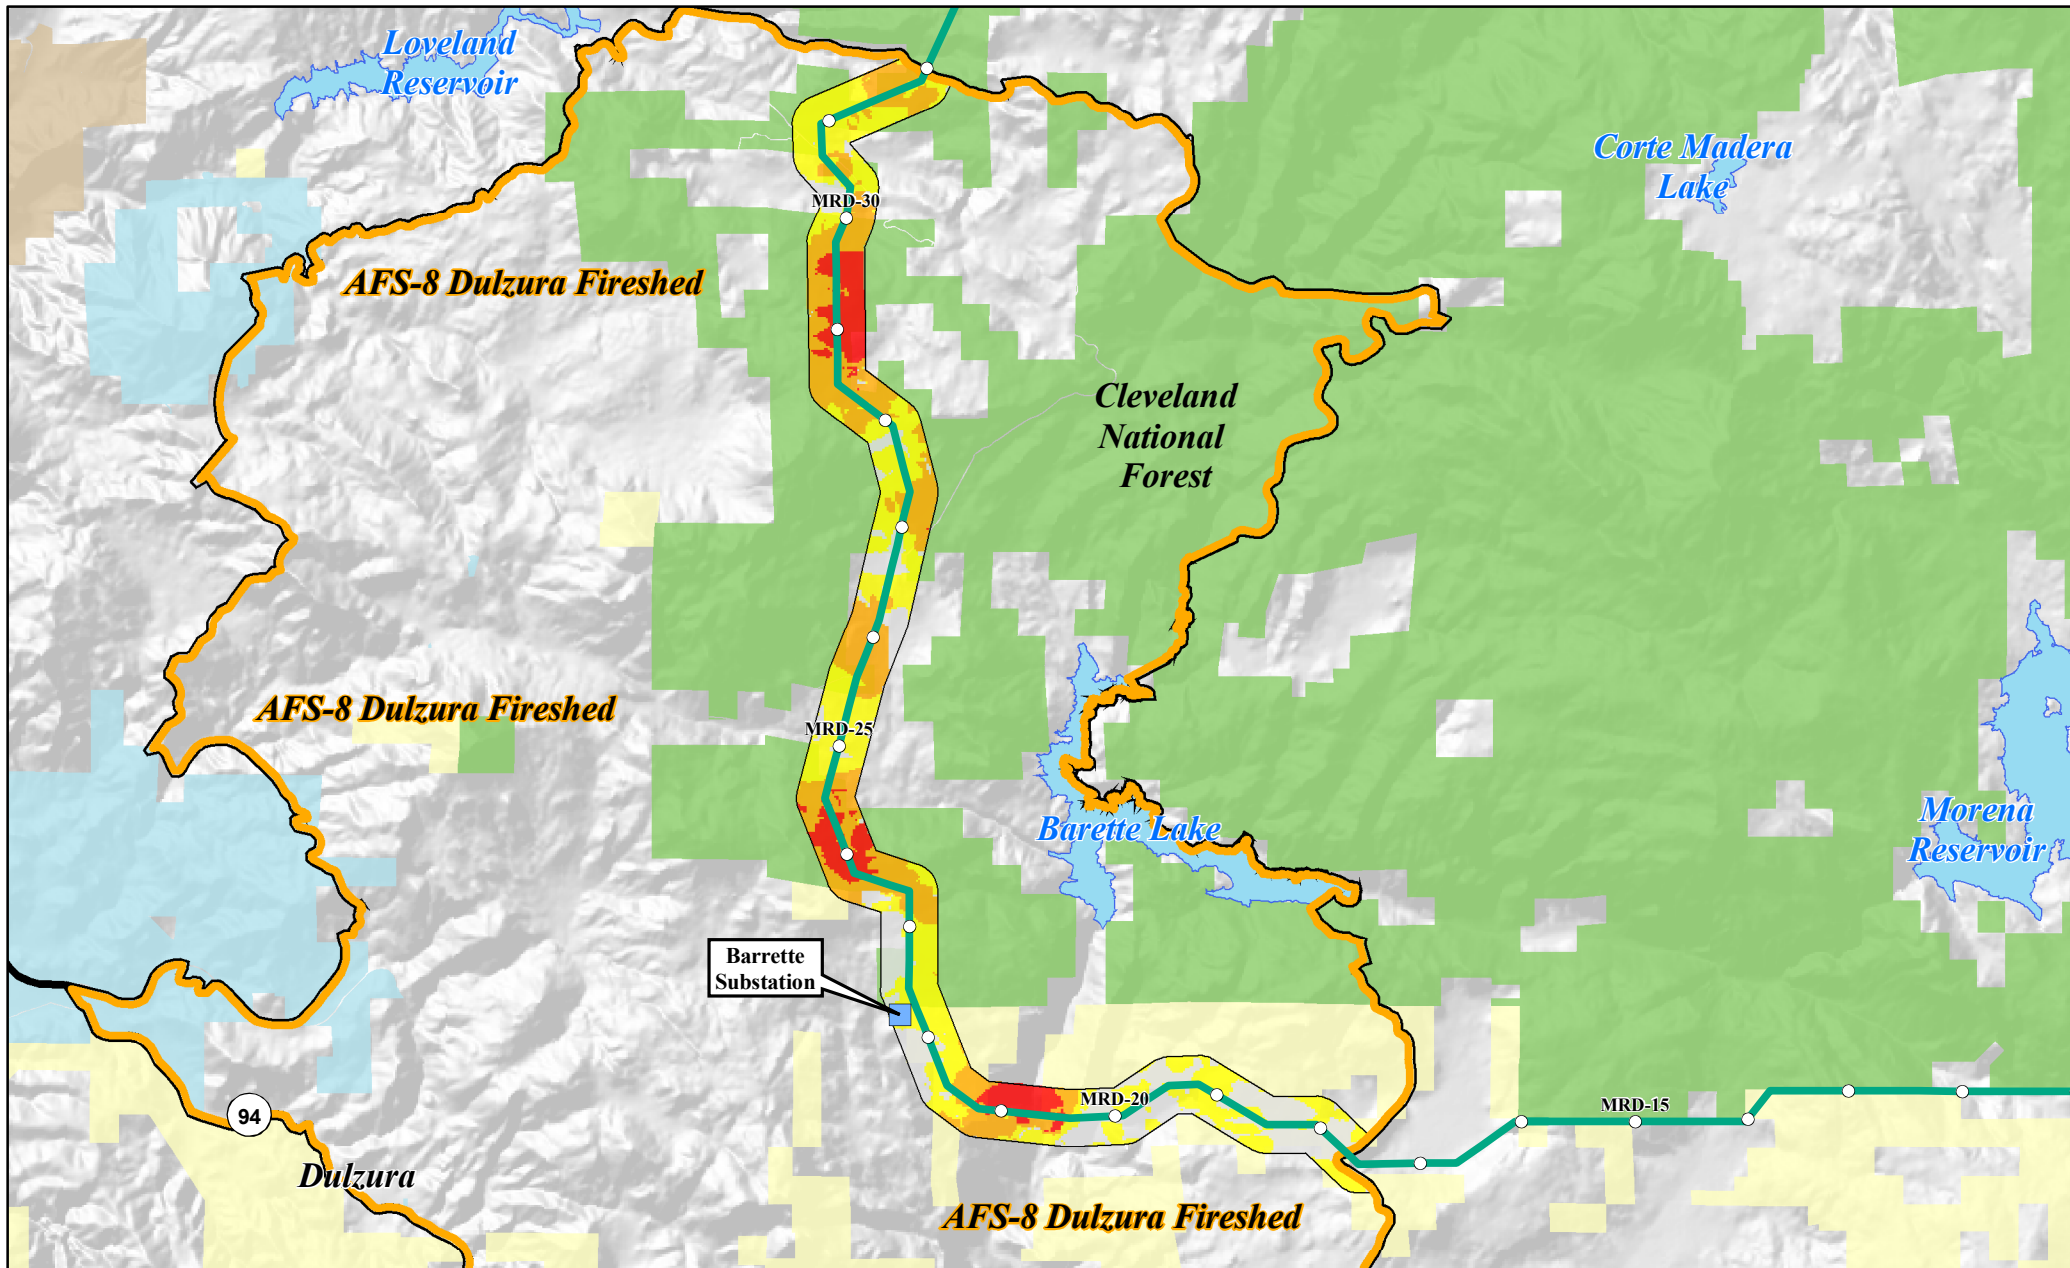 Loveland
Reservoir
Corte Madera
Lake
MRD-30
AFS-8 Dulzura Fireshed
Cleveland
National
Forest
AFS-8 Dulzura Fireshed
MRD-25
Barette Lake
Morena
Reservoir
Barrette
Substation
MRD-20
MRD-15
94
Dulzura
AFS-8 Dulzura Fireshed